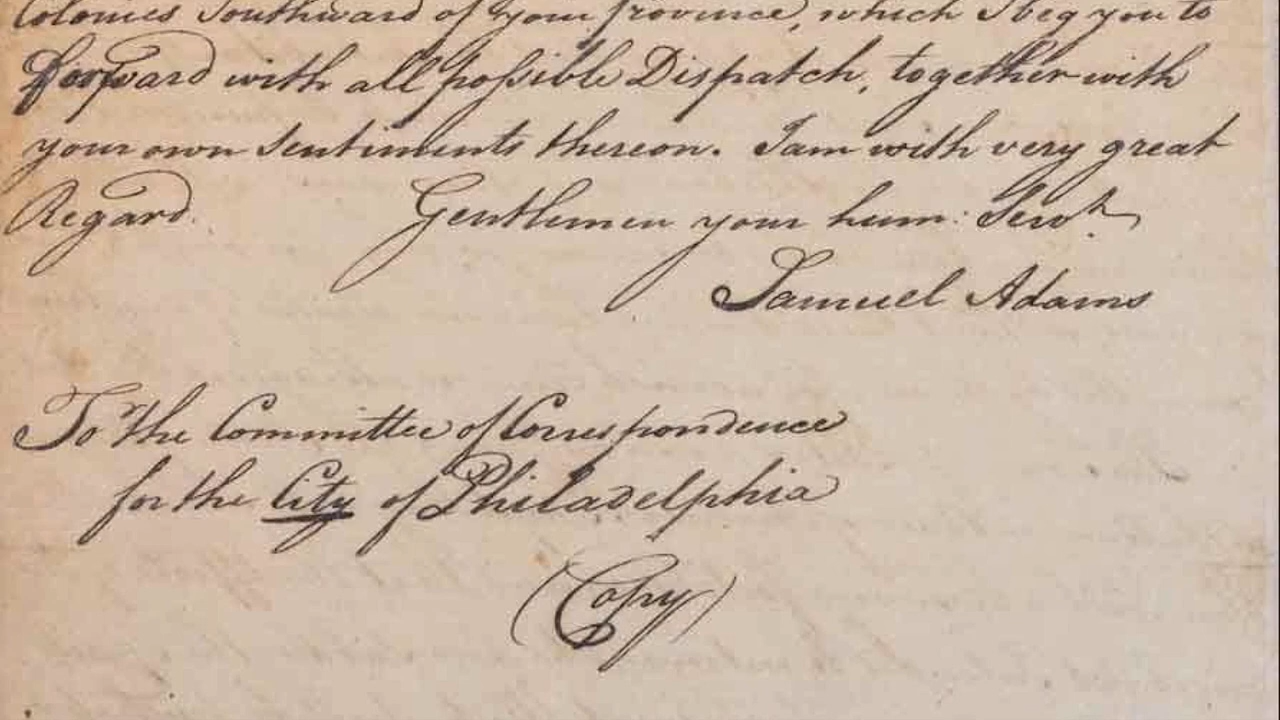 Colonies Southward of your Province, which I beg you to
forward with all possible Dispatch, together with
your own Sentiments thereon. I am with very great
Regard. Gentlemen your hum: Servt.
Samuel Adams
To the Committee of Correspondence
for the City of Philadelphia
(Copy)